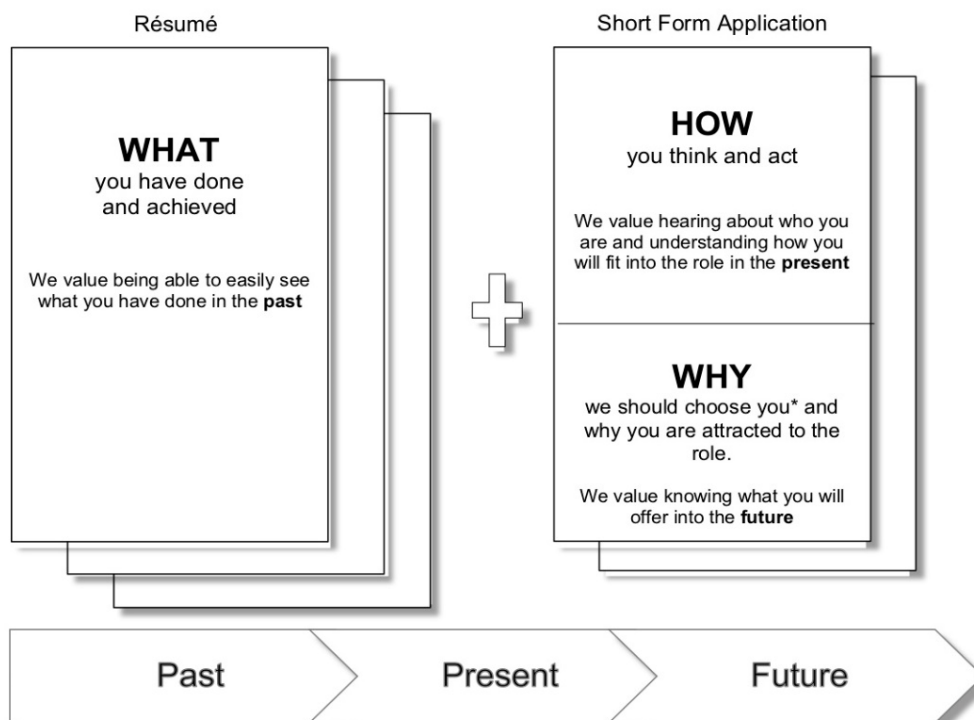 Résumé
WHAT
you have done
and achieved
We value being able to easily see
what you have done in the past
Short Form Application
HOW
you think and act
We value hearing about who you
are and understanding how you
will fit into the role in the present
WHY
we should choose you* and
why you are attracted to the
role.
We value knowing what you will
offer into the future
Past
Present
Future